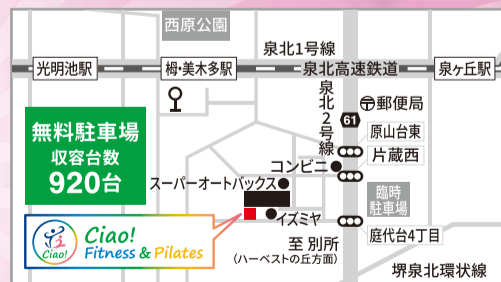 西原公園
泉北1号線
光明池駅
栂・美木多駅
泉北高速鉄道
泉ヶ丘駅
泉北2号線
〶郵便局
61
原山台東
片蔵西
無料駐車場
収容台数
920台
コンビニ
スーパーオートバックス
臨時
駐車場
イズミヤ
庭代台4丁目
Ciao!
Ciao!
Fitness & Pilates
至 別所
(ハーベストの丘方面)
堺泉北環状線